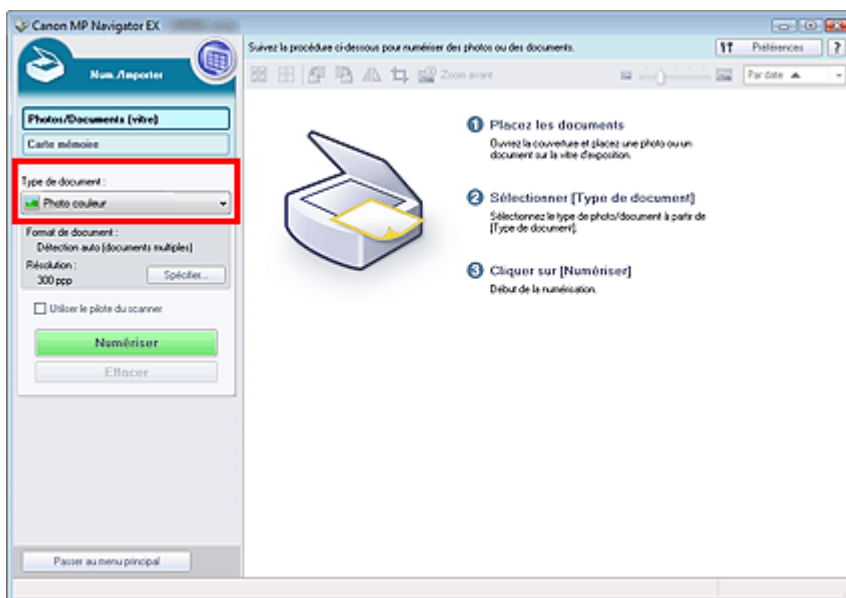 Canon MP Navigator EX
Num./Importer
Suivez la procédure ci-dessous pour numériser des photos ou des documents.
Préférences
?
Zoom avant
Par date
Photos/Documents (vitre)
Carte mémoire
Type de document :
Photo couleur
Format de document :
Détection auto (documents multiples)
Résolution :
300 ppp
Spécifier...
Utiliser le pilote du scanner
Numériser
Effacer
Passer au menu principal
1 Placez les documents
Ouvrez la couverture et placez une photo ou un
document sur la vitre d'exposition.
2 Sélectionner [Type de document]
Sélectionnez le type de photo/document à partir de
[Type de document].
3 Cliquer sur [Numériser]
Début de la numérisation.